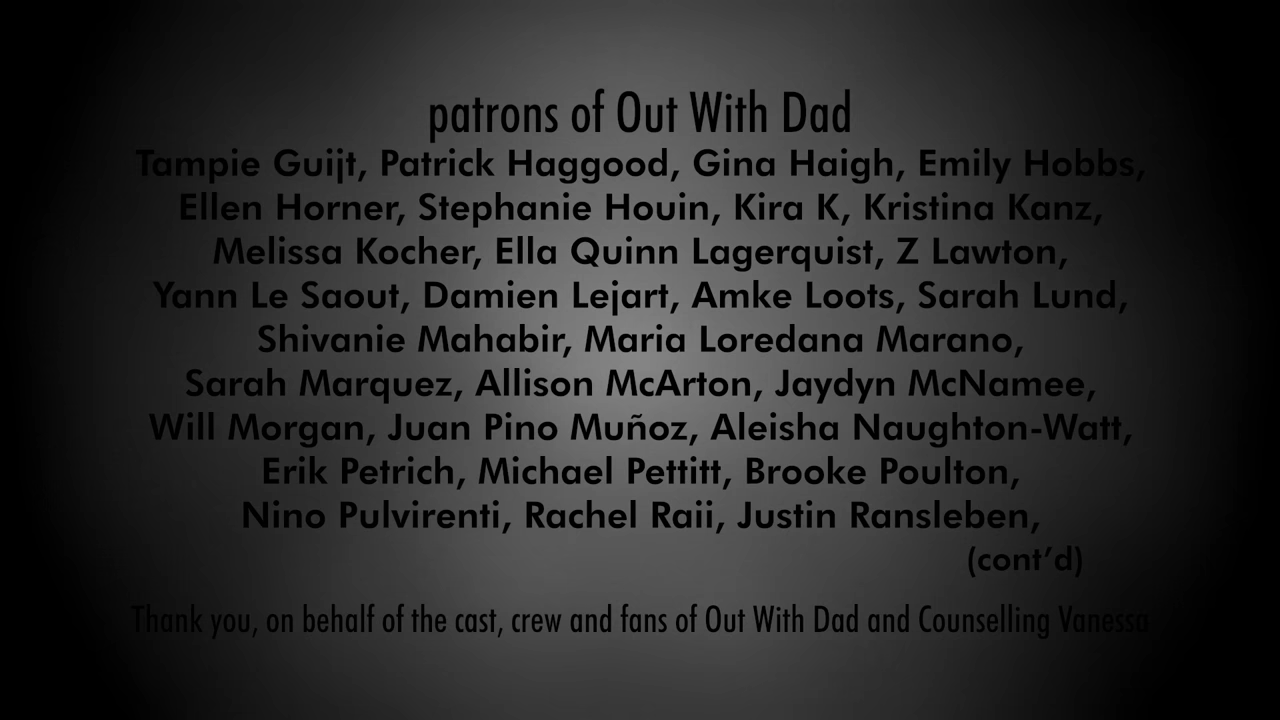 patrons of Out With Dad
Tampie Guijt, Patrick Haggood, Gina Haigh, Emily Hobbs,
Ellen Horner, Stephanie Houin, Kira K, Kristina Kanz,
Melissa Kocher, Ella Quinn Lagerquist, Z Lawton,
Yann Le Saout, Damien Lejart, Amke Loots, Sarah Lund,
Shivanie Mahabir, Maria Loredana Marano,
Sarah Marquez, Allison McArton, Jaydyn McNamee,
Will Morgan, Juan Pino Muñoz, Aleisha Naughton-Watt,
Erik Petrich, Michael Pettitt, Brooke Poulton,
Nino Pulvirenti, Rachel Raii, Justin Ransleben,
(cont’d)
Thank you, on behalf of the cast, crew and fans of Out With Dad and Counselling Vanessa